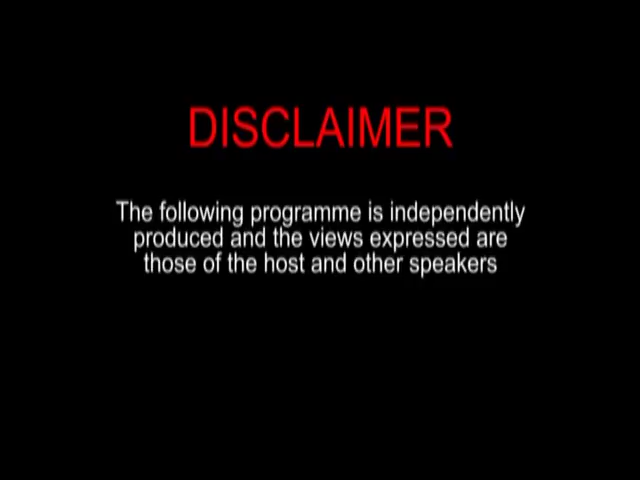 DISCLAIMER
The following programme is independently
produced and the views expressed are
those of the host and other speakers